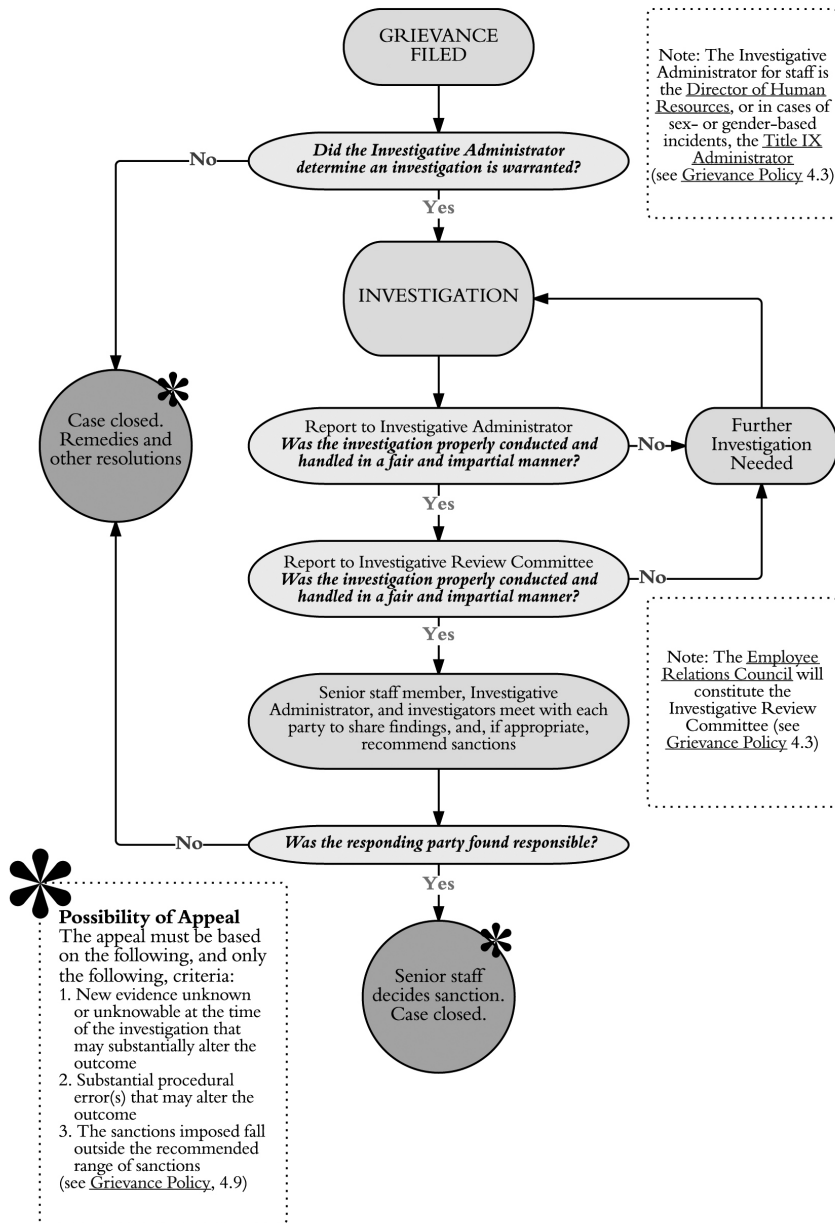 GRIEVANCE
FILED
Note: The Investigative
Administrator for staff is
the Director of Human
Resources, or in cases of
sex- or gender-based
incidents, the Title IX
Administrator
(see Grievance Policy 4.3)
Did the Investigative Administrator
determine an investigation is warranted?
No
Yes
INVESTIGATION
Case closed.
Remedies and
other resolutions
Report to Investigative Administrator
Was the investigation properly conducted and
handled in a fair and impartial manner?
No
Further
Investigation
Needed
Yes
Report to Investigative Review Committee
Was the investigation properly conducted and
handled in a fair and impartial manner?
No
Yes
Note: The Employee
Relations Council will
constitute the
Investigative Review
Committee (see
Grievance Policy 4.3)
Senior staff member, Investigative
Administrator, and investigators meet with each
party to share findings, and, if appropriate,
recommend sanctions
Was the responding party found responsible?
No
Yes
Senior staff
decides sanction.
Case closed.
Possibility of Appeal
The appeal must be based
on the following, and only
the following, criteria:
1. New evidence unknown
or unknowable at the time
of the investigation that
may substantially alter the
outcome
2. Substantial procedural
error(s) that may alter the
outcome
3. The sanctions imposed fall
outside the recommended
range of sanctions
(see Grievance Policy, 4.9)